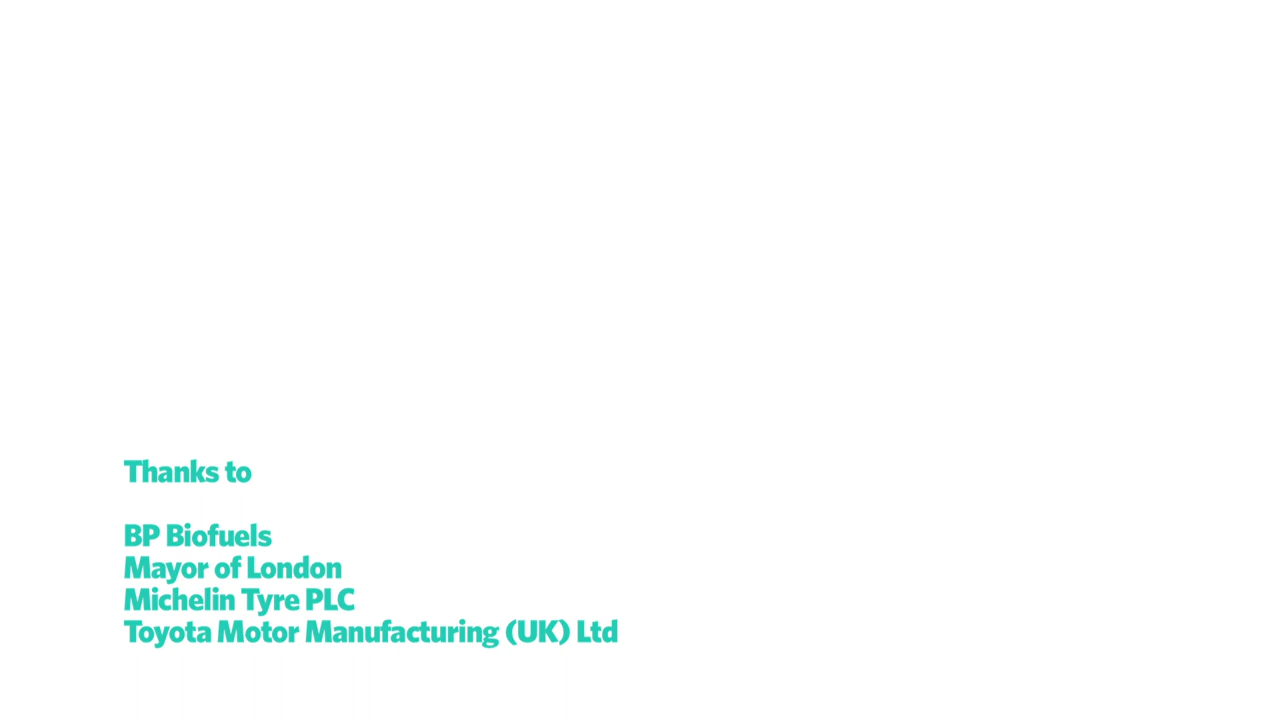 Thanks to
BP Biofuels
Mayor of London
Michelin Tyre PLC
Toyota Motor Manufacturing (UK) Ltd